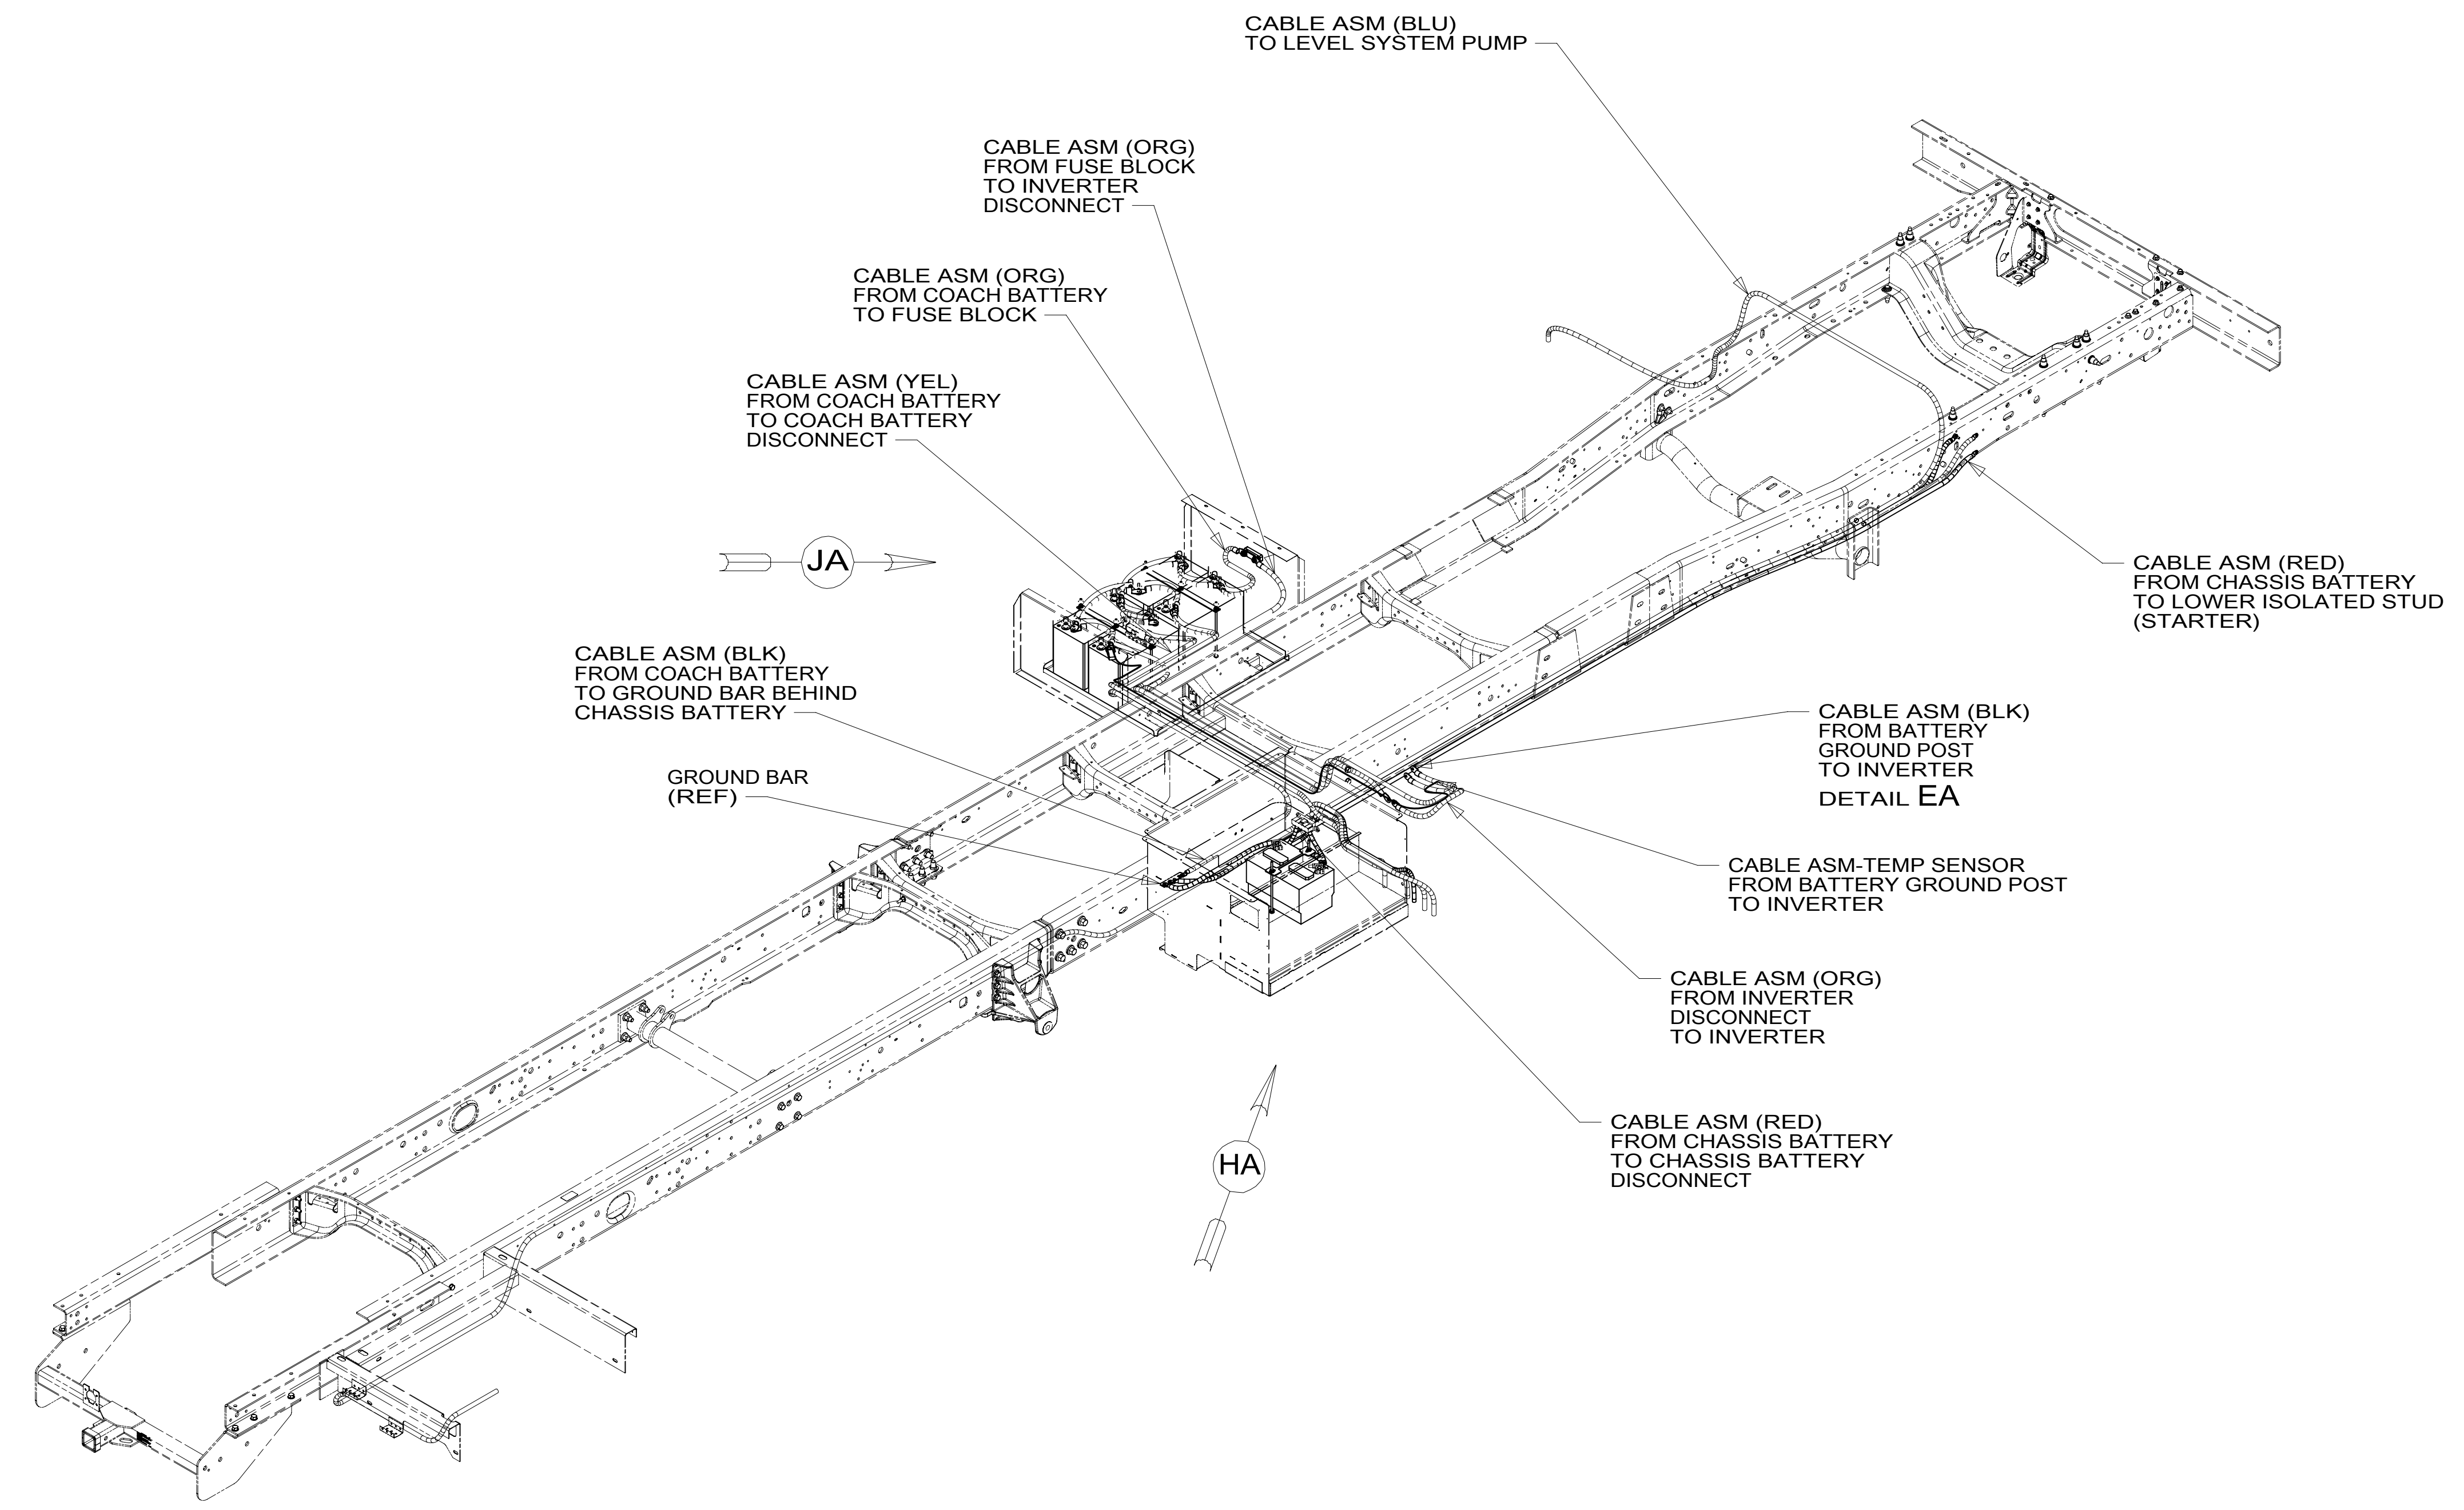 CABLE ASM (BLU)
TO LEVEL SYSTEM PUMP
CABLE ASM (ORG)
FROM FUSE BLOCK
TO INVERTER
DISCONNECT
CABLE ASM (ORG)
FROM COACH BATTERY
TO FUSE BLOCK
CABLE ASM (YEL)
FROM COACH BATTERY
TO COACH BATTERY
DISCONNECT
JA
CABLE ASM (RED)
FROM CHASSIS BATTERY
TO LOWER ISOLATED STUD
(STARTER)
CABLE ASM (BLK)
FROM COACH BATTERY
TO GROUND BAR BEHIND
CHASSIS BATTERY
CABLE ASM (BLK)
FROM BATTERY
GROUND POST
TO INVERTER
DETAIL EA
GROUND BAR
(REF)
CABLE ASM-TEMP SENSOR
FROM BATTERY GROUND POST
TO INVERTER
CABLE ASM (ORG)
FROM INVERTER
DISCONNECT
TO INVERTER
CABLE ASM (RED)
FROM CHASSIS BATTERY
TO CHASSIS BATTERY
DISCONNECT
HA